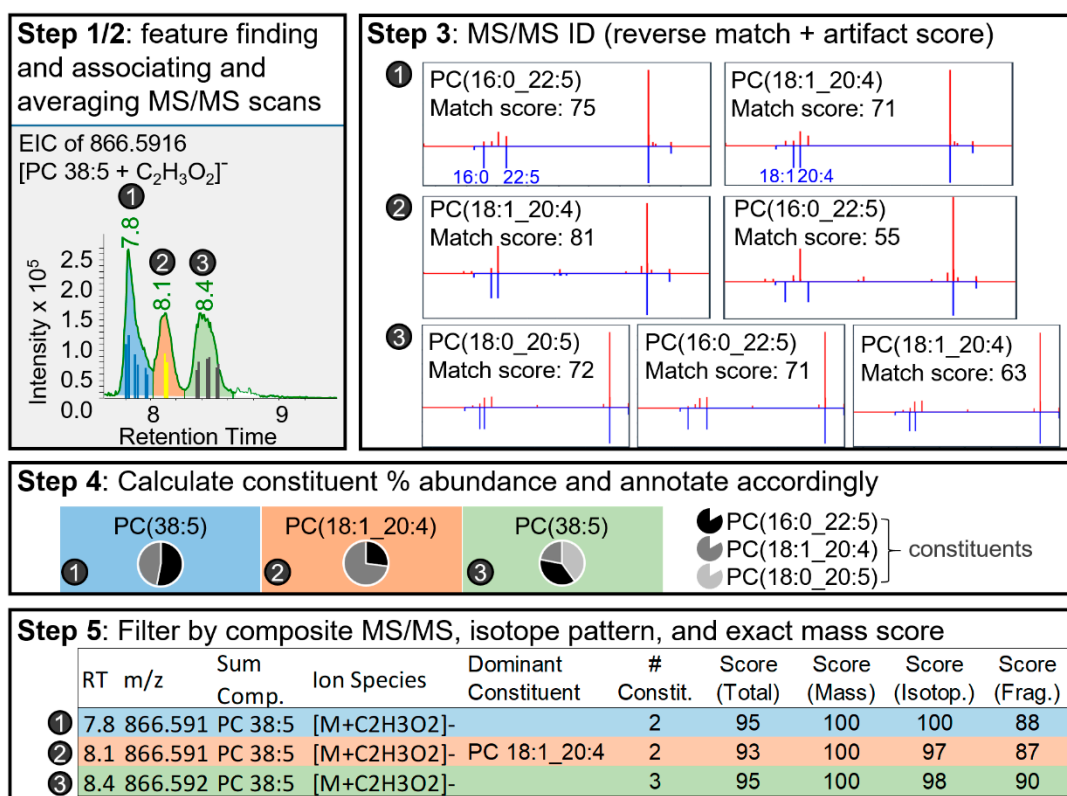 Step 1/2: feature finding
and associating and
averaging MS/MS scans
EIC of 866.5916
[PC 38:5 + C₂H₃O₂]⁻
1
7.8
2
8.1
3
8.4
Intensity x 10⁵
2.5
2.0
1.5
1.0
0.5
0.0
8 9
Retention Time
Step 3: MS/MS ID (reverse match + artifact score)
1
PC(16:0_22:5)
Match score: 75
16:0 22:5
PC(18:1_20:4)
Match score: 71
18:1 20:4
2
PC(18:1_20:4)
Match score: 81
PC(16:0_22:5)
Match score: 55
3
PC(18:0_20:5)
Match score: 72
PC(16:0_22:5)
Match score: 71
PC(18:1_20:4)
Match score: 63
Step 4: Calculate constituent % abundance and annotate accordingly
PC(38:5)
1
PC(18:1_20:4)
2
PC(38:5)
3
PC(16:0_22:5)
PC(18:1_20:4)
PC(18:0_20:5)
constituents
Step 5: Filter by composite MS/MS, isotope pattern, and exact mass score
RT m/z Sum Comp. Ion Species Dominant Constituent # Constit. Score (Total) Score (Mass) Score (Isotop.) Score (Frag.)
1 7.8 866.591 PC 38:5 [M+C2H3O2]- 2 95 100 100 88
2 8.1 866.591 PC 38:5 [M+C2H3O2]- PC 18:1_20:4 2 93 100 97 87
3 8.4 866.592 PC 38:5 [M+C2H3O2]- 3 95 100 98 90